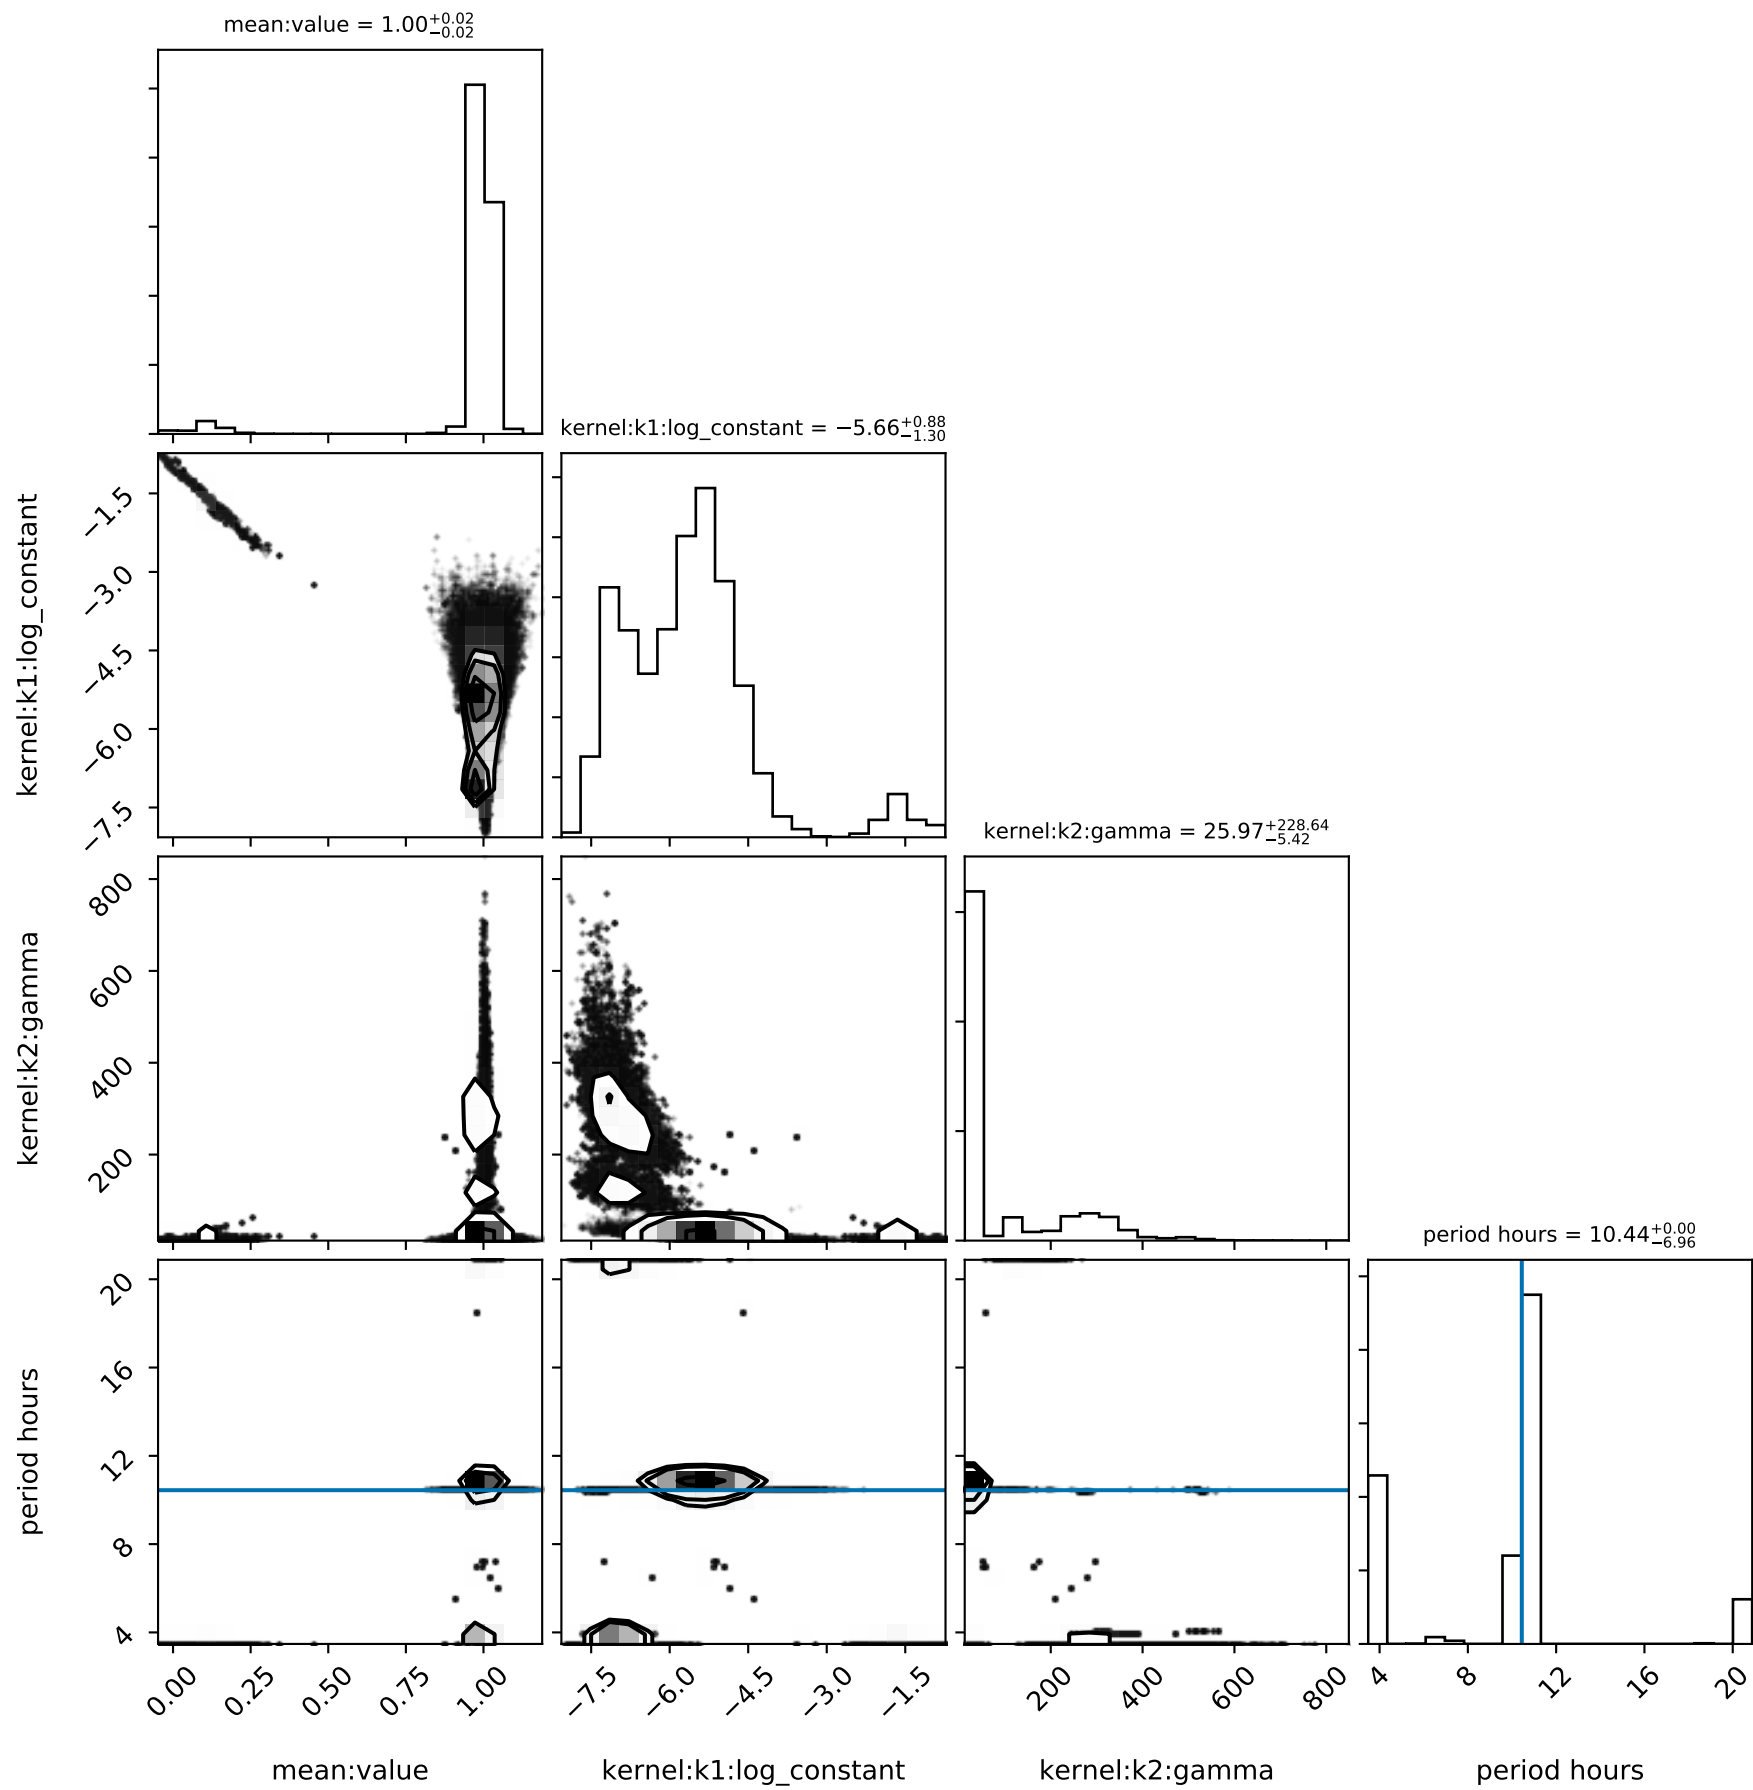 mean:value = 1.00+0.02−0.02
kernel:k1:log_constant = −5.66+0.88−1.30
kernel:k1:log_constant
−1.5
−3.0
−4.5
−6.0
−7.5
kernel:k2:gamma = 25.97+228.64−5.42
kernel:k2:gamma
800
600
400
200
period hours = 10.44+0.00−6.96
period hours
20
16
12
8
4
0.00 0.25 0.50 0.75 1.00 −7.5 −6.0 −4.5 −3.0 −1.5 200 400 600 800 4 8 12 16 20
mean:value kernel:k1:log_constant kernel:k2:gamma period hours